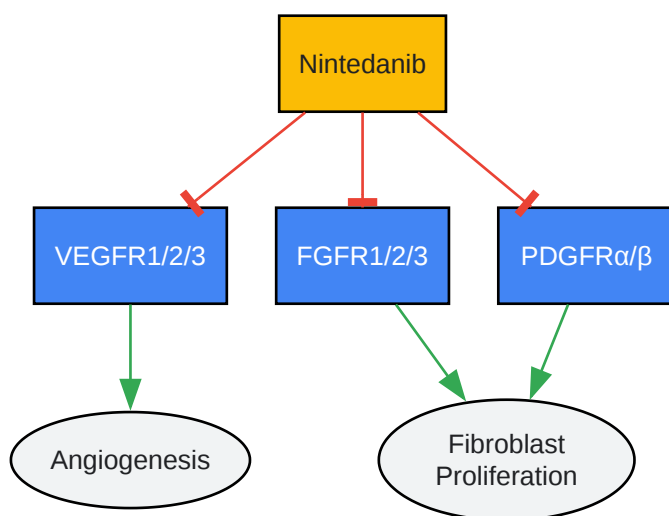 Nintedanib
VEGFR1/2/3
FGFR1/2/3
PDGFRα/β
Angiogenesis
Fibroblast
Proliferation